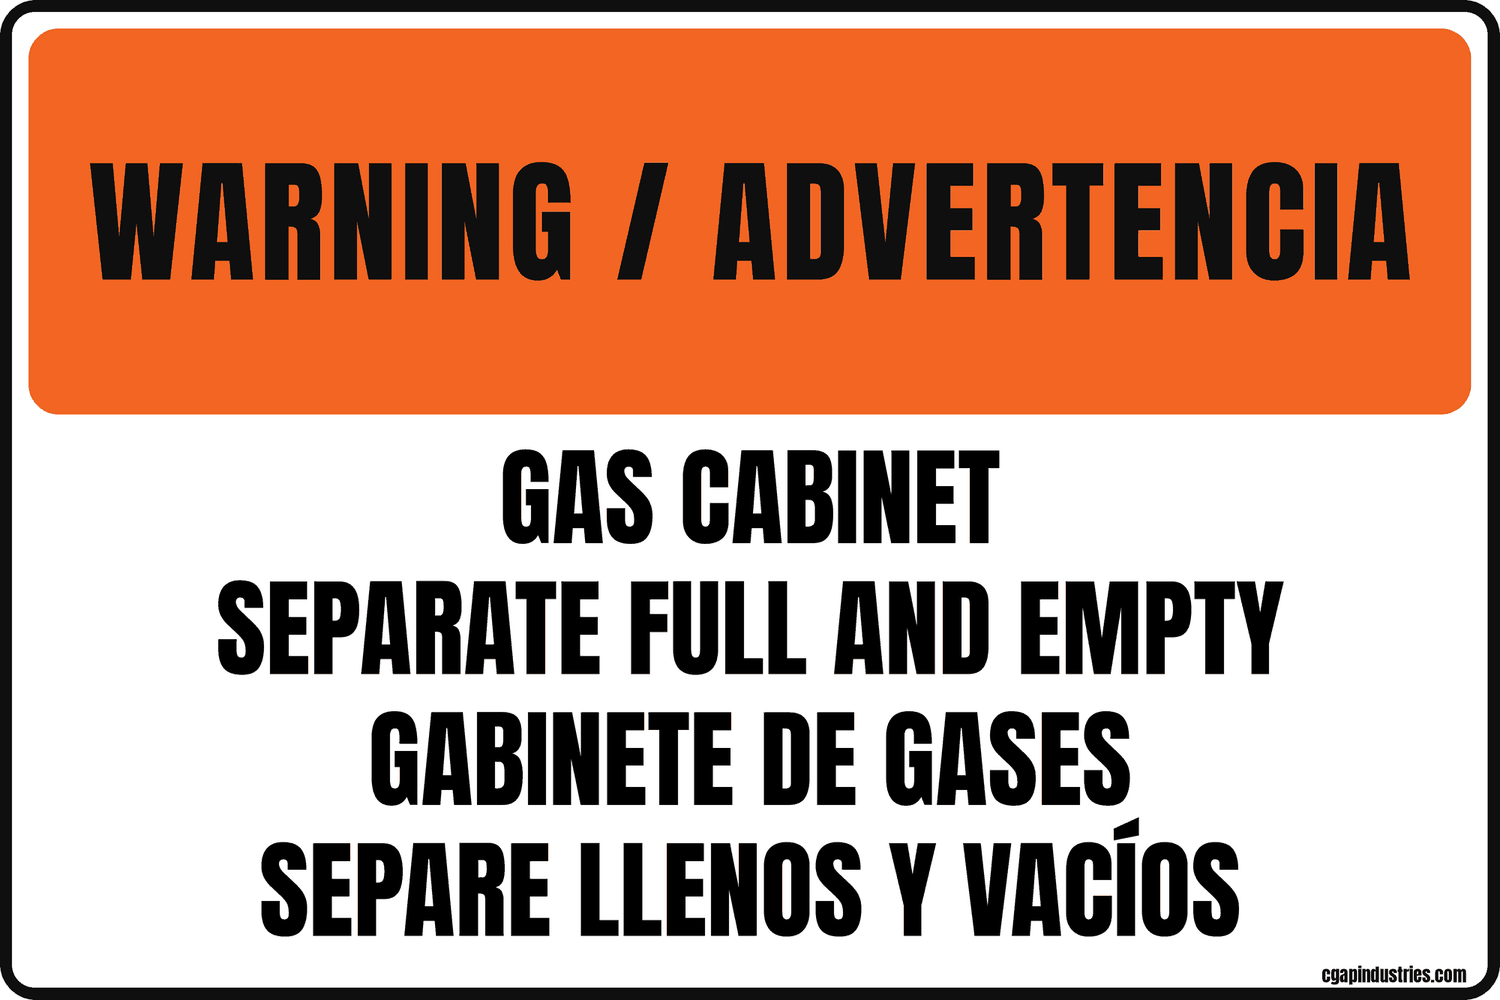 WARNING / ADVERTENCIA
GAS CABINET
SEPARATE FULL AND EMPTY
GABINETE DE GASES
SEPARE LLENOS Y VACÍOS
cgapindustries.com